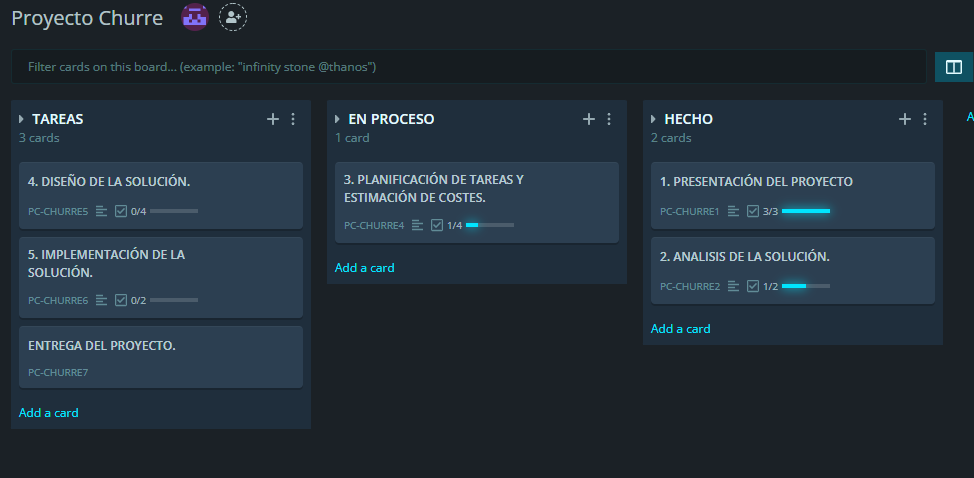 Proyecto Churre
Filter cards on this board... (example: "infinity stone @thanos")
TAREAS
3 cards
4. DISEÑO DE LA SOLUCIÓN.
PC-CHURRE5 0/4
5. IMPLEMENTACIÓN DE LA
SOLUCIÓN.
PC-CHURRE6 0/2
ENTREGA DEL PROYECTO.
PC-CHURRE7
Add a card
EN PROCESO
1 card
3. PLANIFICACIÓN DE TAREAS Y
ESTIMACIÓN DE COSTES.
PC-CHURRE4 1/4
Add a card
HECHO
2 cards
1. PRESENTACIÓN DEL PROYECTO
PC-CHURRE1 3/3
2. ANALISIS DE LA SOLUCIÓN.
PC-CHURRE2 1/2
Add a card